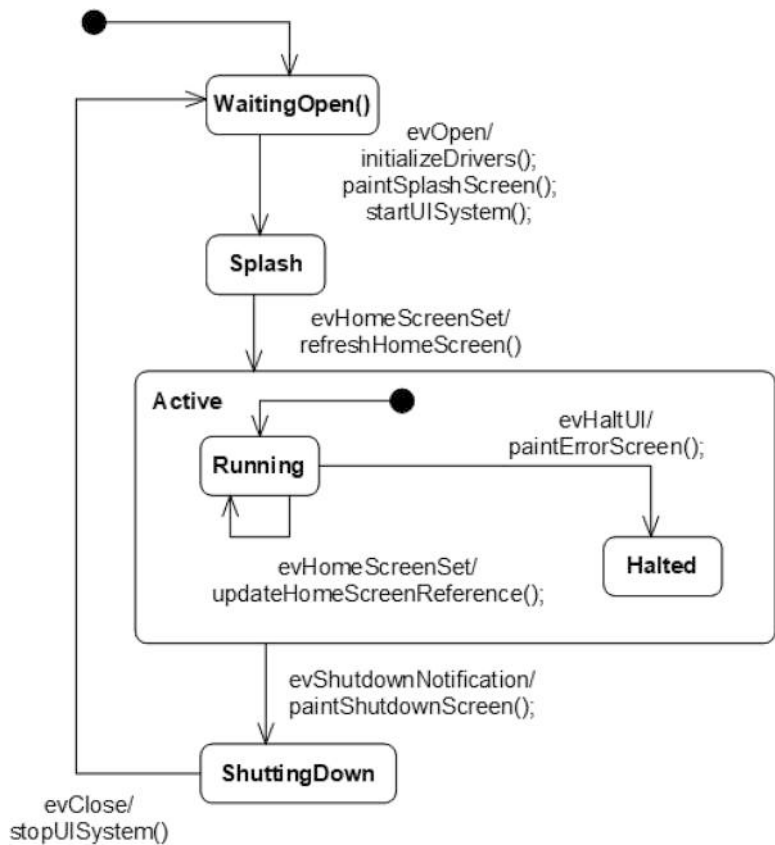 WaitingOpen()
evOpen/
initializeDrivers();
paintSplashScreen();
startUISystem();
Splash
evHomeScreenSet/
refreshHomeScreen()
Active
evHaltUI/
paintErrorScreen();
Running
Halted
evHomeScreenSet/
updateHomeScreenReference();
evShutdownNotification/
paintShutdownScreen();
ShuttingDown
evClose/
stopUISystem()